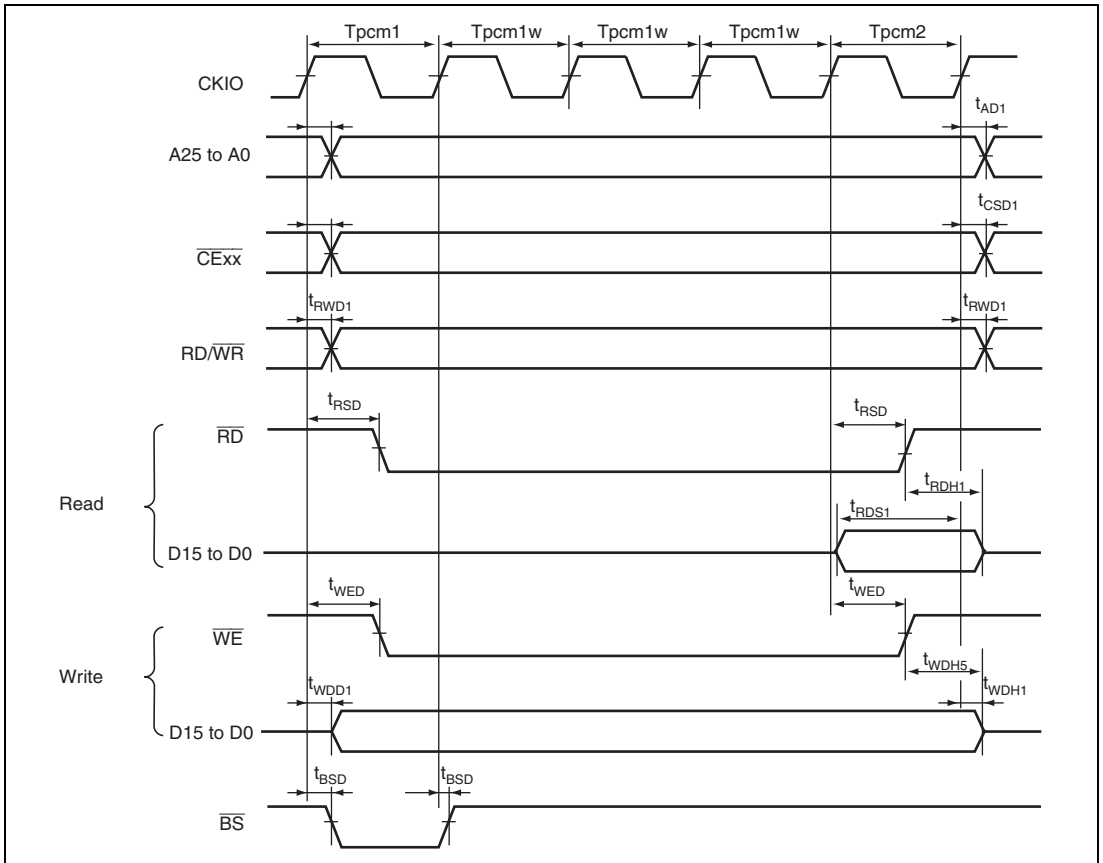 Tpcm1 Tpcm1w Tpcm1w Tpcm1w Tpcm2
CKIO
tAD1
A25 to A0
tCSD1
CExx
tRWD1 tRWD1
RD/WR
tRSD tRSD
RD
tRDH1
Read
tRDS1
D15 to D0
tWED tWED
WE
tWDH5
Write
tWDD1 tWDH1
D15 to D0
tBSD tBSD
BS